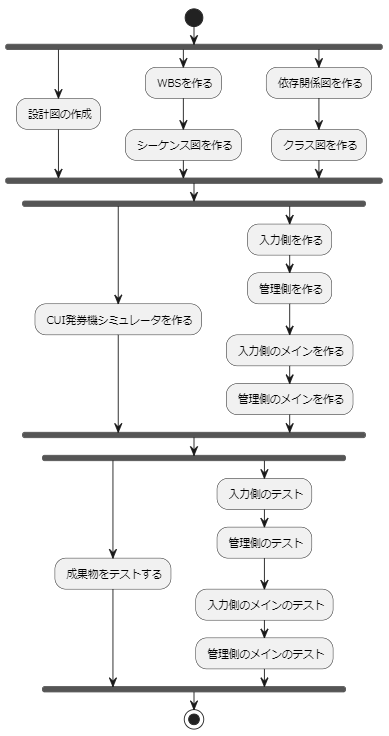 WBSを作る
依存関係図を作る
設計図の作成
シーケンス図を作る
クラス図を作る
入力側を作る
管理側を作る
CUI発券機シミュレータを作る
入力側のメインを作る
管理側のメインを作る
入力側のテスト
管理側のテスト
成果物をテストする
入力側のメインのテスト
管理側のメインのテスト